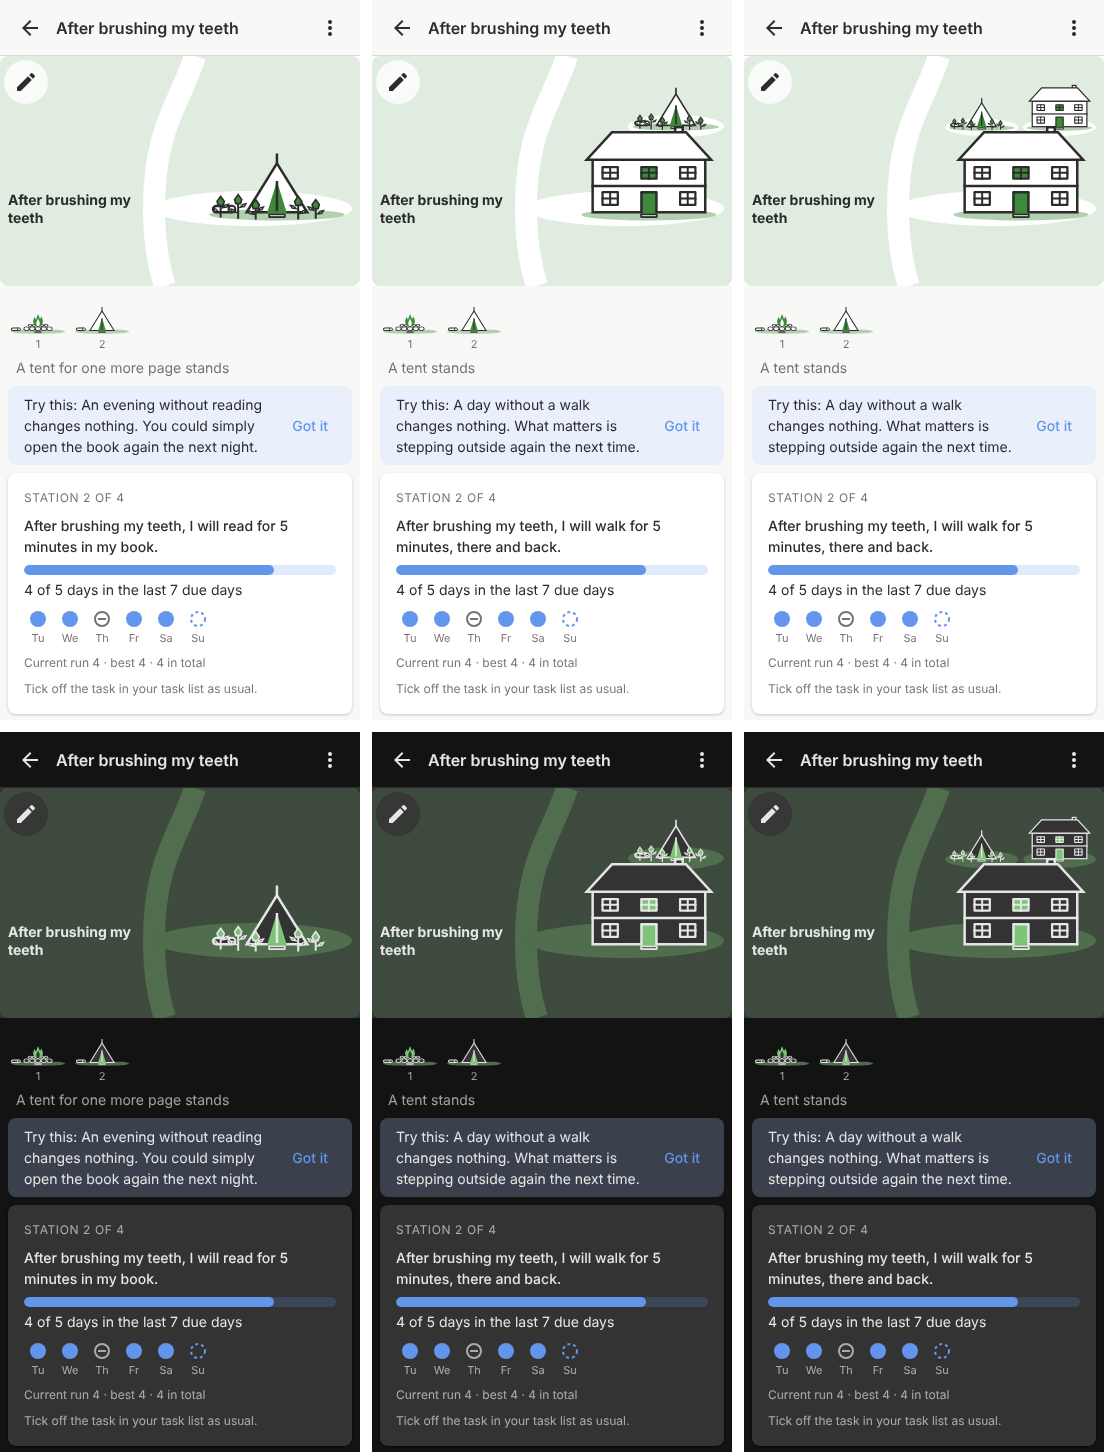 After brushing my teeth
After brushing my
teeth
1 2
A tent for one more page stands
Try this: An evening without reading
changes nothing. You could simply
open the book again the next night.
Got it
STATION 2 OF 4
After brushing my teeth, I will read for 5
minutes in my book.
4 of 5 days in the last 7 due days
Tu We Th Fr Sa Su
Current run 4 · best 4 · 4 in total
Tick off the task in your task list as usual.
After brushing my teeth
After brushing my
teeth
1 2
A tent stands
Try this: A day without a walk
changes nothing. What matters is
stepping outside again the next time.
Got it
STATION 2 OF 4
After brushing my teeth, I will walk for 5
minutes, there and back.
4 of 5 days in the last 7 due days
Tu We Th Fr Sa Su
Current run 4 · best 4 · 4 in total
Tick off the task in your task list as usual.
After brushing my teeth
After brushing my
teeth
1 2
A tent stands
Try this: A day without a walk
changes nothing. What matters is
stepping outside again the next time.
Got it
STATION 2 OF 4
After brushing my teeth, I will walk for 5
minutes, there and back.
4 of 5 days in the last 7 due days
Tu We Th Fr Sa Su
Current run 4 · best 4 · 4 in total
Tick off the task in your task list as usual.
After brushing my teeth
After brushing my
teeth
1 2
A tent for one more page stands
Try this: An evening without reading
changes nothing. You could simply
open the book again the next night.
Got it
STATION 2 OF 4
After brushing my teeth, I will read for 5
minutes in my book.
4 of 5 days in the last 7 due days
Tu We Th Fr Sa Su
Current run 4 · best 4 · 4 in total
Tick off the task in your task list as usual.
After brushing my teeth
After brushing my
teeth
1 2
A tent stands
Try this: A day without a walk
changes nothing. What matters is
stepping outside again the next time.
Got it
STATION 2 OF 4
After brushing my teeth, I will walk for 5
minutes, there and back.
4 of 5 days in the last 7 due days
Tu We Th Fr Sa Su
Current run 4 · best 4 · 4 in total
Tick off the task in your task list as usual.
After brushing my teeth
After brushing my
teeth
1 2
A tent stands
Try this: A day without a walk
changes nothing. What matters is
stepping outside again the next time.
Got it
STATION 2 OF 4
After brushing my teeth, I will walk for 5
minutes, there and back.
4 of 5 days in the last 7 due days
Tu We Th Fr Sa Su
Current run 4 · best 4 · 4 in total
Tick off the task in your task list as usual.